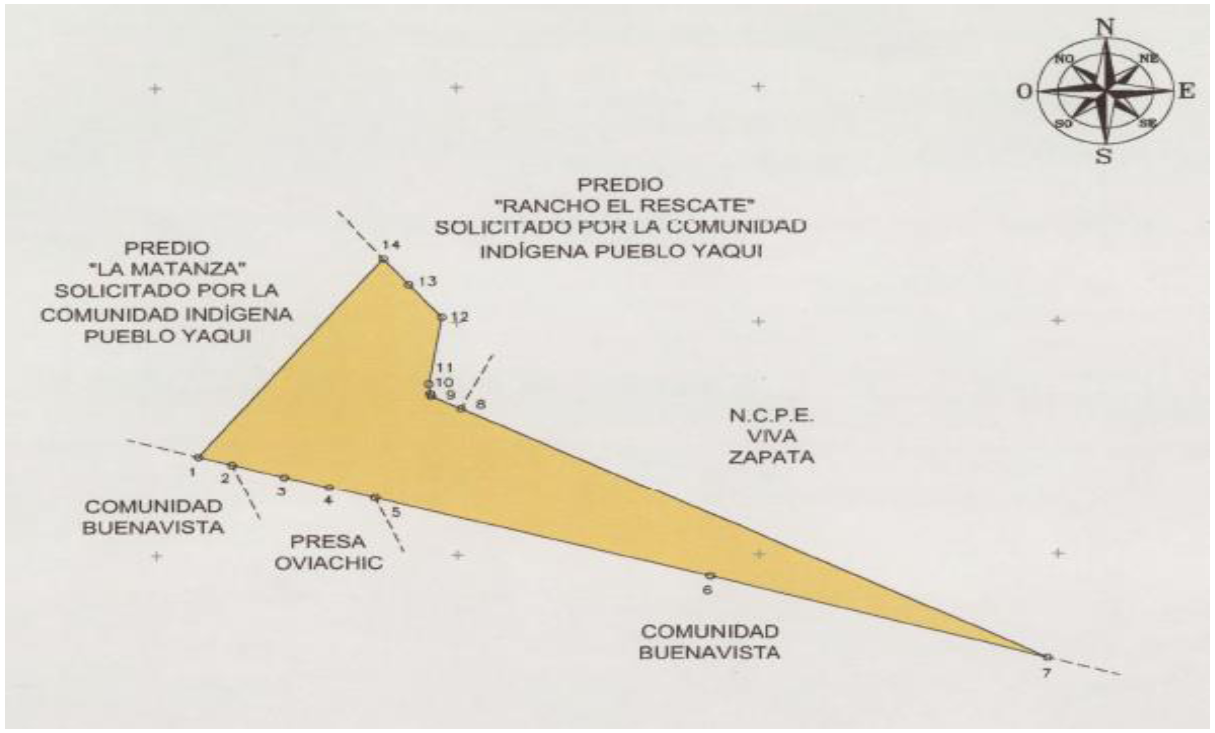 N
NO
NE
O
E
SO
SE
S
PREDIO
"RANCHO EL RESCATE"
SOLICITADO POR LA COMUNIDAD
INDÍGENA PUEBLO YAQUI
PREDIO
"LA MATANZA"
SOLICITADO POR LA
COMUNIDAD INDÍGENA
PUEBLO YAQUI
14
13
12
11
10
9
8
N.C.P.E.
VIVA
ZAPATA
1
2
3
4
5
6
7
COMUNIDAD
BUENAVISTA
PRESA
OVIACHIC
COMUNIDAD
BUENAVISTA